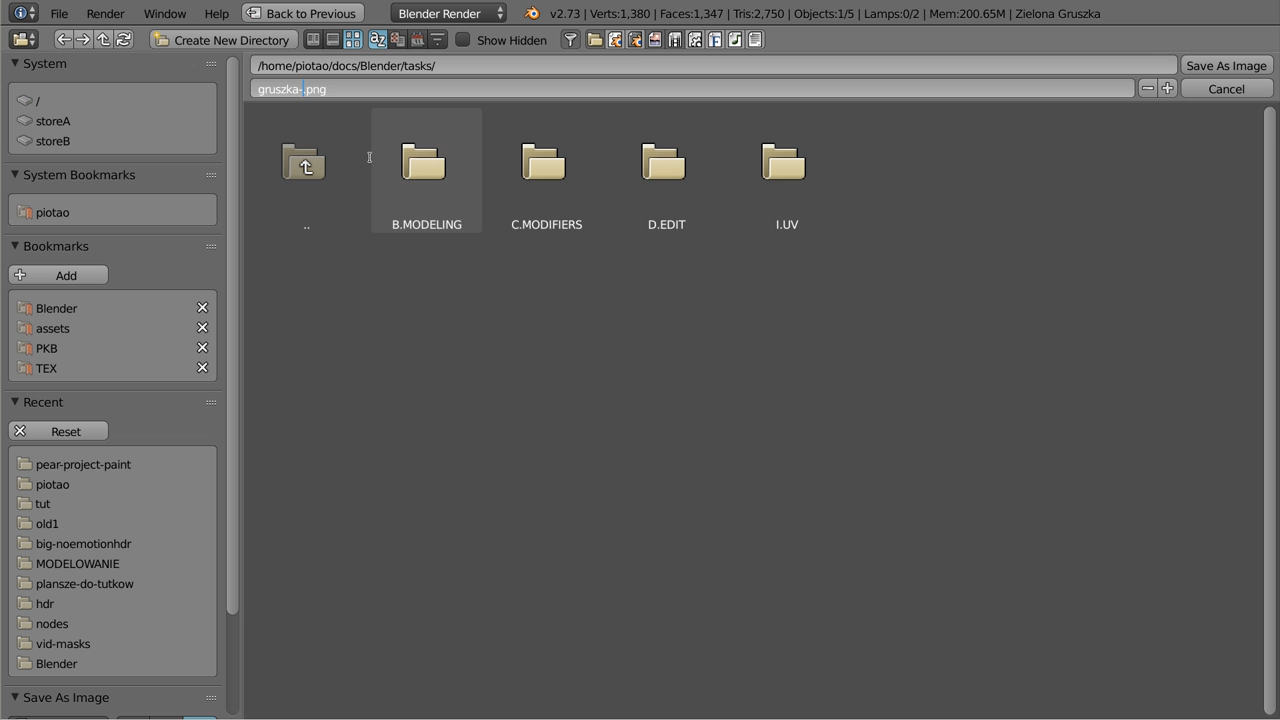 File Render Window Help Back to Previous Blender Render v2.73 | Verts:1,380 | Faces:1,347 | Tris:2,750 | Objects:1/5 | Lamps:0/2 | Mem:200.65M | Zielona Gruszka
Create New Directory Show Hidden
System
/home/piotao/docs/Blender/tasks/ Save As Image
gruszka-.png Cancel
/
storeA
storeB
System Bookmarks
piotao
Bookmarks
Add
Blender
assets
PKB
TEX
Recent
Reset
pear-project-paint
piotao
tut
old1
big-noemotionhdr
MODELOWANIE
plansze-do-tutkow
hdr
nodes
vid-masks
Blender
Save As Image
.. B.MODELING C.MODIFIERS D.EDIT I.UV